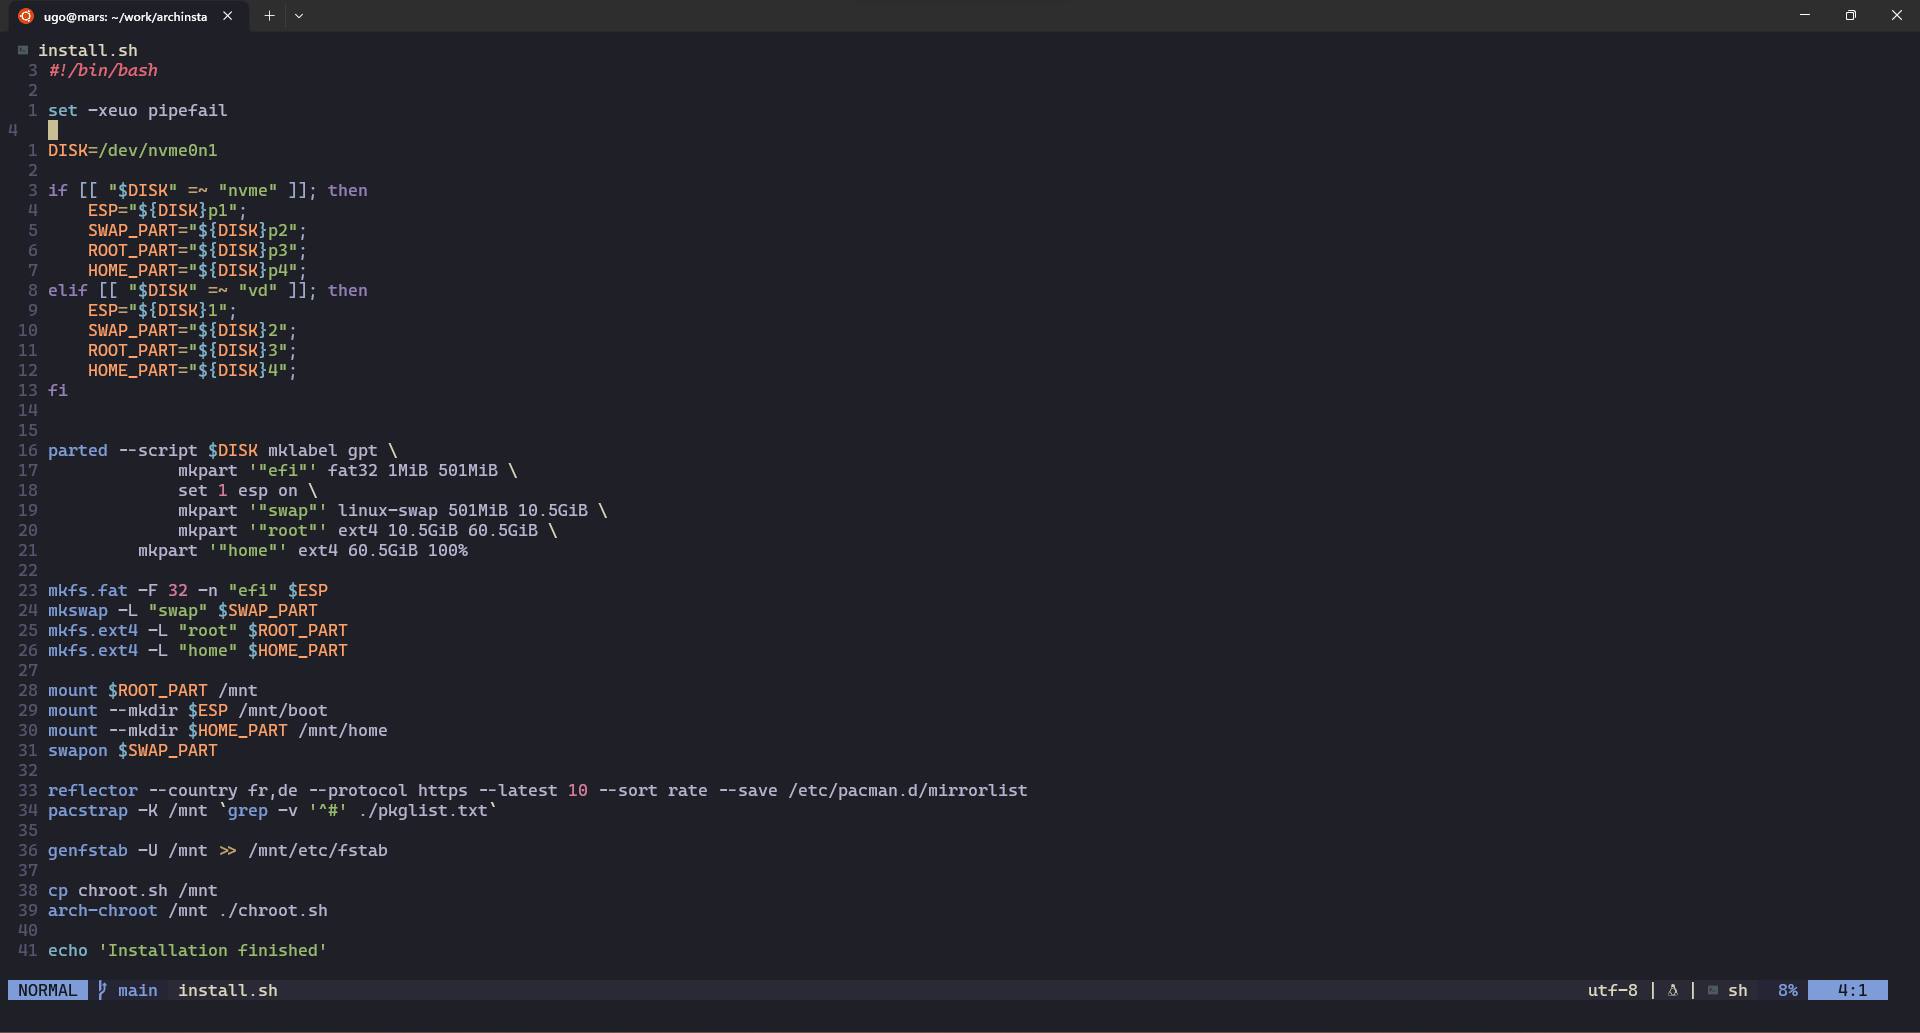 ugo@mars: ~/work/archinsta
install.sh
3 #!/bin/bash
2
1 set -xeuo pipefail
4
1 DISK=/dev/nvme0n1
2
3 if [[ "$DISK" =~ "nvme" ]]; then
4     ESP="${DISK}p1";
5     SWAP_PART="${DISK}p2";
6     ROOT_PART="${DISK}p3";
7     HOME_PART="${DISK}p4";
8 elif [[ "$DISK" =~ "vd" ]]; then
9     ESP="${DISK}1";
10     SWAP_PART="${DISK}2";
11     ROOT_PART="${DISK}3";
12     HOME_PART="${DISK}4";
13 fi
14
15
16 parted --script $DISK mklabel gpt \
17              mkpart '"efi"' fat32 1MiB 501MiB \
18              set 1 esp on \
19              mkpart '"swap"' linux-swap 501MiB 10.5GiB \
20              mkpart '"root"' ext4 10.5GiB 60.5GiB \
21          mkpart '"home"' ext4 60.5GiB 100%
22
23 mkfs.fat -F 32 -n "efi" $ESP
24 mkswap -L "swap" $SWAP_PART
25 mkfs.ext4 -L "root" $ROOT_PART
26 mkfs.ext4 -L "home" $HOME_PART
27
28 mount $ROOT_PART /mnt
29 mount --mkdir $ESP /mnt/boot
30 mount --mkdir $HOME_PART /mnt/home
31 swapon $SWAP_PART
32
33 reflector --country fr,de --protocol https --latest 10 --sort rate --save /etc/pacman.d/mirrorlist
34 pacstrap -K /mnt `grep -v '^#' ./pkglist.txt`
35
36 genfstab -U /mnt >> /mnt/etc/fstab
37
38 cp chroot.sh /mnt
39 arch-chroot /mnt ./chroot.sh
40
41 echo 'Installation finished'
NORMAL main install.sh utf-8 | | sh 8% 4:1